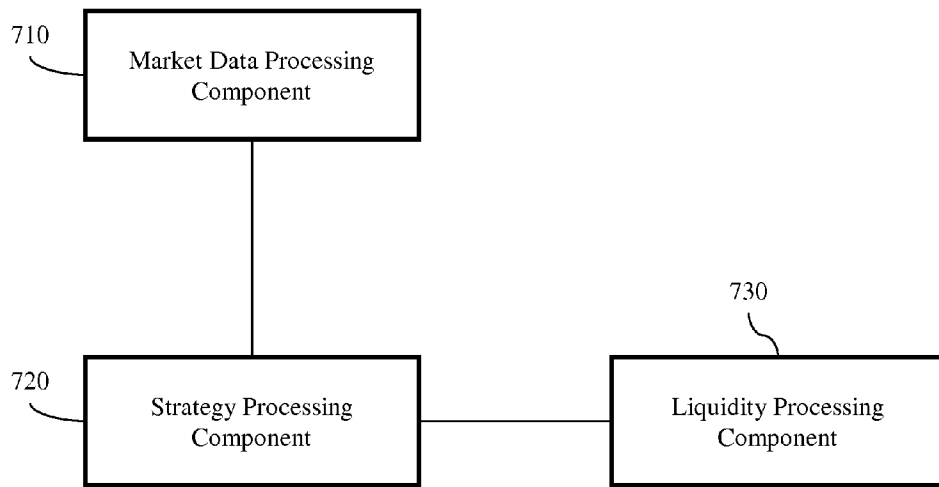 710
Market Data Processing
Component
730
720
Strategy Processing
Component
Liquidity Processing
Component